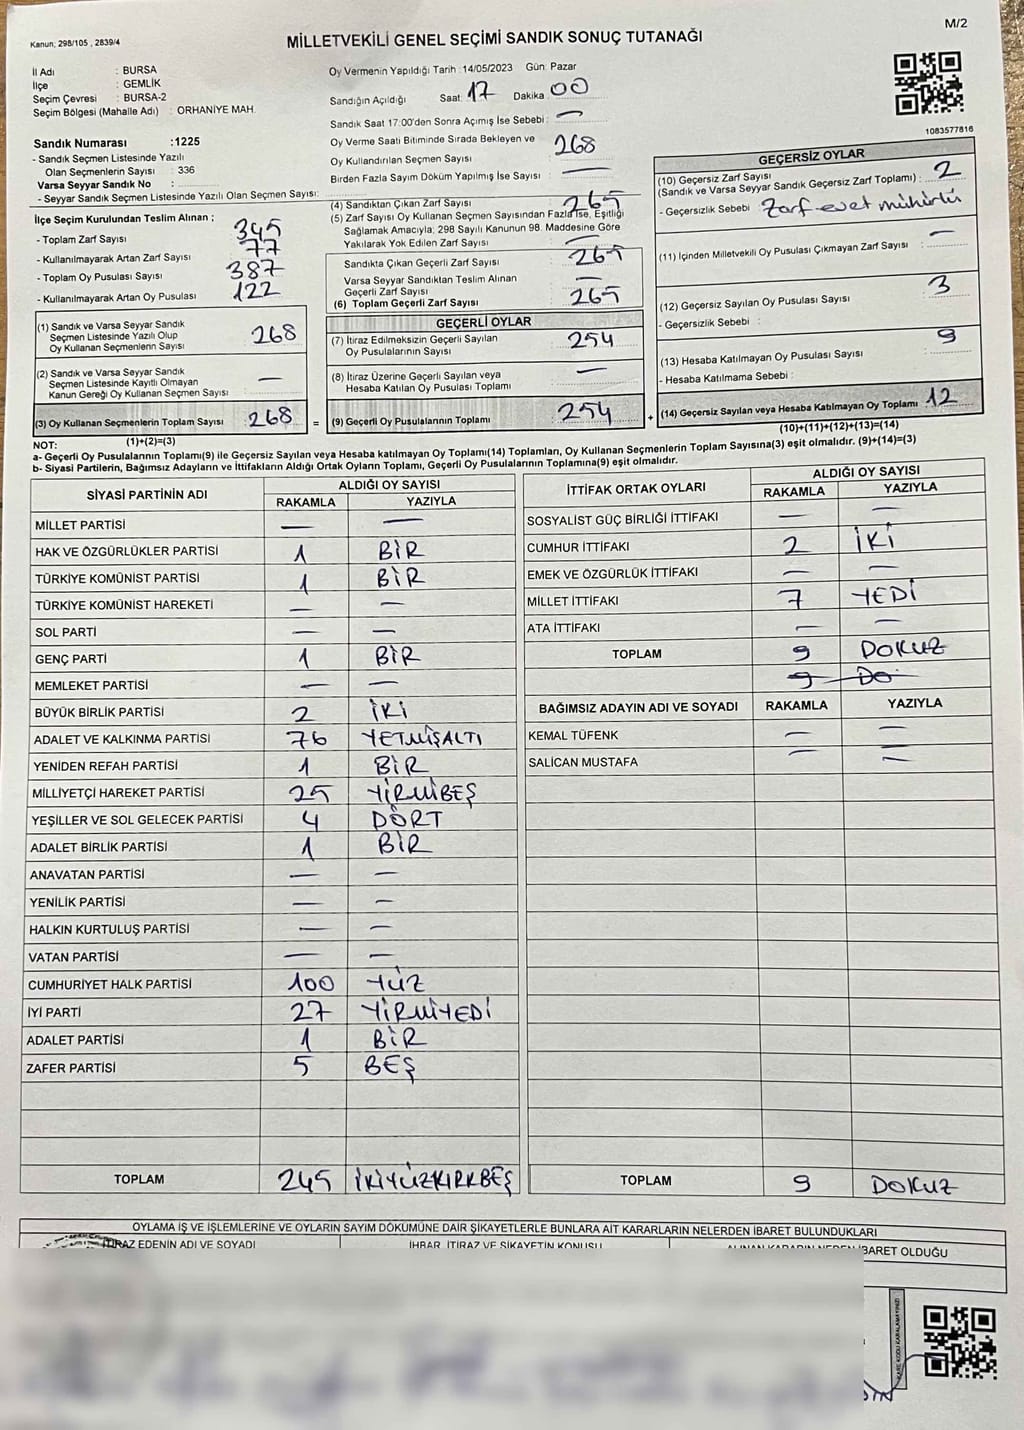 Kanun; 298/105 , 2839/4
MİLLETVEKİLİ GENEL SEÇİMİ SANDIK SONUÇ TUTANAĞI
M/2
İl Adı : BURSA
İlçe : GEMLİK
Seçim Çevresi : BURSA-2
Seçim Bölgesi (Mahalle Adı) : ORHANİYE MAH.
Sandık Numarası :1225
- Sandık Seçmen Listesinde Yazılı
Olan Seçmenlerin Sayısı : 336
Varsa Seyyar Sandık No :
- Seyyar Seçmen Listesinde Yazılı Olan Seçmen Sayısı:
İlçe Seçim Kurulundan Teslim Alınan ;
- Toplam Zarf Sayısı 345
- Kullanılmayarak Artan Zarf Sayısı 77
- Toplam Oy Pusulası Sayısı 387
- Kullanılmayarak Artan Oy Pusulası 122
(1) Sandık ve Varsa Seyyar Sandık
Seçmen Listesinde Yazılı Olup
Oy Kullanan Seçmenlerin Sayısı 268
(2) Sandık ve Varsa Seyyar Sandık
Seçmen Listesinde Kayıtlı Olmayan
Kanun Gereği Oy Kullanan Seçmen Sayısı —
(3) Oy Kullanan Seçmenlerin Toplam Sayısı 268
(1)+(2)=(3)
Oy Vermenin Yapıldığı Tarih :14/05/2023 Gün: Pazar
Sandığın Açıldığı Saat: 17 Dakika 00
Sandık Saat 17:00'den Sonra Açımış İse Sebebi: —
Oy Verme Saati Bitiminde Sırada Bekleyen ve
Oy Kullandırılan Seçmen Sayısı 268
Birden Fazla Sayım Döküm Yapılmış İse Sayısı : —
(4) Sandıktan Çıkan Zarf Sayısı 265
(5) Zarf Sayısı Oy Kullanan Seçmen Sayısından Fazla İse, Eşitliği
Sağlamak Amacıyla; 298 Sayılı Kanunun 98. Maddesine Göre
Yakılarak Yok Edilen Zarf Sayısı —
Sandıkta Çıkan Geçerli Zarf Sayısı 265
Varsa Seyyar Sandıktan Teslim Alınan
Geçerli Zarf Sayısı —
(6) Toplam Geçerli Zarf Sayısı 265
GEÇERLİ OYLAR
(7) İtiraz Edilmeksizin Geçerli Sayılan
Oy Pusulalarının Sayısı 254
(8) İtiraz Üzerine Geçerli Sayılan veya
Hesaba Katılan Oy Pusulası Toplamı —
= (9) Geçerli Oy Pusulalarının Toplamı 254 +
1083577816
GEÇERSİZ OYLAR
(10) Geçersiz Zarf Sayısı 2
(Sandık ve Varsa Seyyar Sandık Geçersiz Zarf Toplamı) :
- Geçersizlik Sebebi Zarf evet mühürlü
(11) İçinden Milletvekili Oy Pusulası Çıkmayan Zarf Sayısı —
(12) Geçersiz Sayılan Oy Pusulası Sayısı 3
- Geçersizlik Sebebi :
(13) Hesaba Katılmayan Oy Pusulası Sayısı 9
- Hesaba Katılmama Sebebi :
(14) Geçersiz Sayılan veya Hesaba Katılmayan Oy Toplamı 12
(10)+(11)+(12)+(13)=(14)
NOT:
a- Geçerli Oy Pusulalarının Toplamı(9) ile Geçersiz Sayılan veya Hesaba katılmayan Oy Toplamı(14) Toplamları, Oy Kullanan Seçmenlerin Toplam Sayısına(3) eşit olmalıdır. (9)+(14)=(3)
b- Siyasi Partilerin, Bağımsız Adayların ve İttifakların Aldığı Ortak Oyların Toplamı, Geçerli Oy Pusulalarının Toplamına(9) eşit olmalıdır.
SİYASİ PARTİNİN ADI ALDIĞI OY SAYISI
RAKAMLA YAZIYLA
MİLLET PARTİSİ — —
HAK VE ÖZGÜRLÜKLER PARTİSİ 1 BİR
TÜRKİYE KOMÜNİST PARTİSİ 1 BİR
TÜRKİYE KOMÜNİST HAREKETİ — —
SOL PARTİ — —
GENÇ PARTİ 1 BİR
MEMLEKET PARTİSİ — —
BÜYÜK BİRLİK PARTİSİ 2 İKİ
ADALET VE KALKINMA PARTİSİ 76 YETMİŞALTI
YENİDEN REFAH PARTİSİ 1 BİR
MİLLİYETÇİ HAREKET PARTİSİ 25 YİRMİBEŞ
YEŞİLLER VE SOL GELECEK PARTİSİ 4 DÖRT
ADALET BİRLİK PARTİSİ 1 BİR
ANAVATAN PARTİSİ — —
YENİLİK PARTİSİ — —
HALKIN KURTULUŞ PARTİSİ — —
VATAN PARTİSİ — —
CUMHURİYET HALK PARTİSİ 100 YÜZ
İYİ PARTİ 27 YİRMİYEDİ
ADALET PARTİSİ 1 BİR
ZAFER PARTİSİ 5 BEŞ
TOPLAM 245 İKİYÜZKIRKBEŞ
İTTİFAK ORTAK OYLARI ALDIĞI OY SAYISI
RAKAMLA YAZIYLA
SOSYALİST GÜÇ BİRLİĞİ İTTİFAKI — —
CUMHUR İTTİFAKI 2 İKİ
EMEK VE ÖZGÜRLÜK İTTİFAKI — —
MİLLET İTTİFAKI 7 YEDİ
ATA İTTİFAKI — —
TOPLAM 9 DOKUZ
9 DO
BAĞIMSIZ ADAYIN ADI VE SOYADI RAKAMLA YAZIYLA
KEMAL TÜFENK — —
SALİCAN MUSTAFA — —
TOPLAM 9 DOKUZ
OYLAMA İŞ VE İŞLEMLERİNE VE OYLARIN SAYIM DÖKÜMÜNE DAİR ŞİKAYETLERLE BUNLARA AİT KARARLARIN NELERDEN İBARET BULUNDUKLARI
İTİRAZ EDENİN ADI VE SOYADI İHBAR, İTİRAZ VE ŞİKAYETİN KONUSU ALINAN KARARIN NEDEN İBARET OLDUĞU